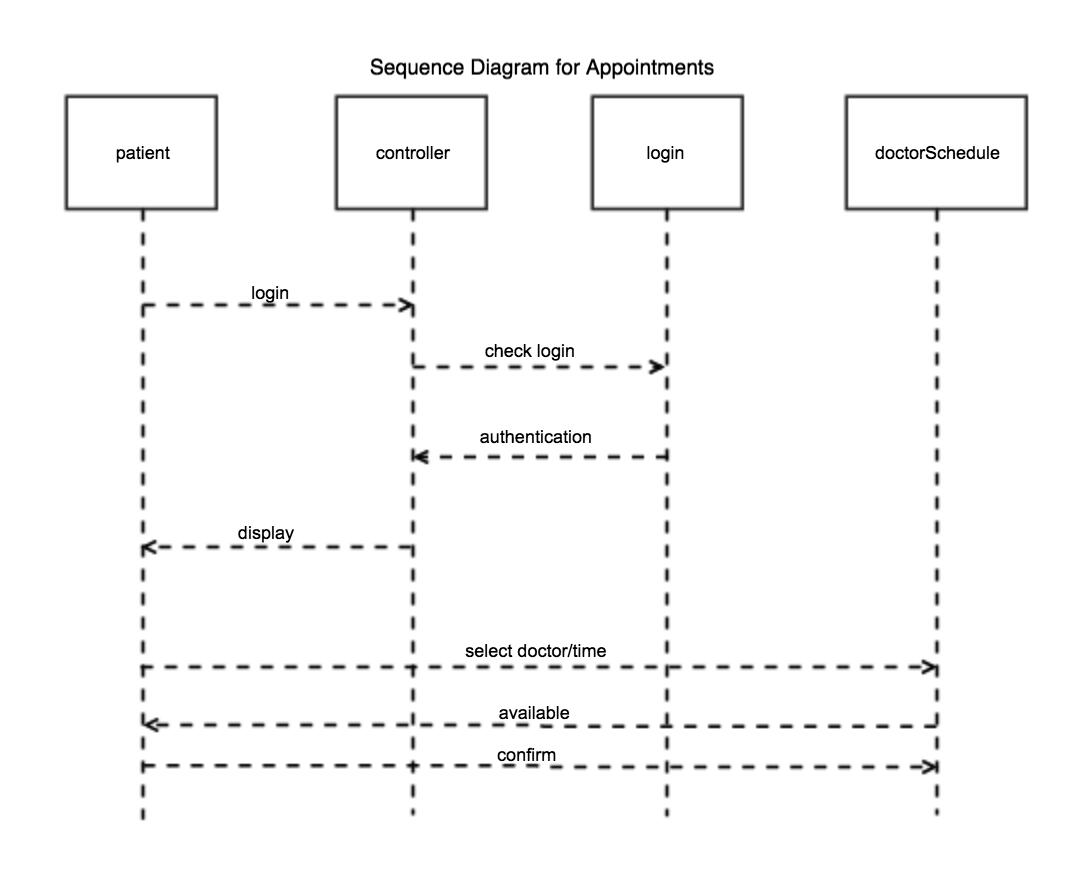 Sequence Diagram for Appointments
patient
controller
login
doctorSchedule
login
check login
authentication
display
select doctor/time
available
confirm